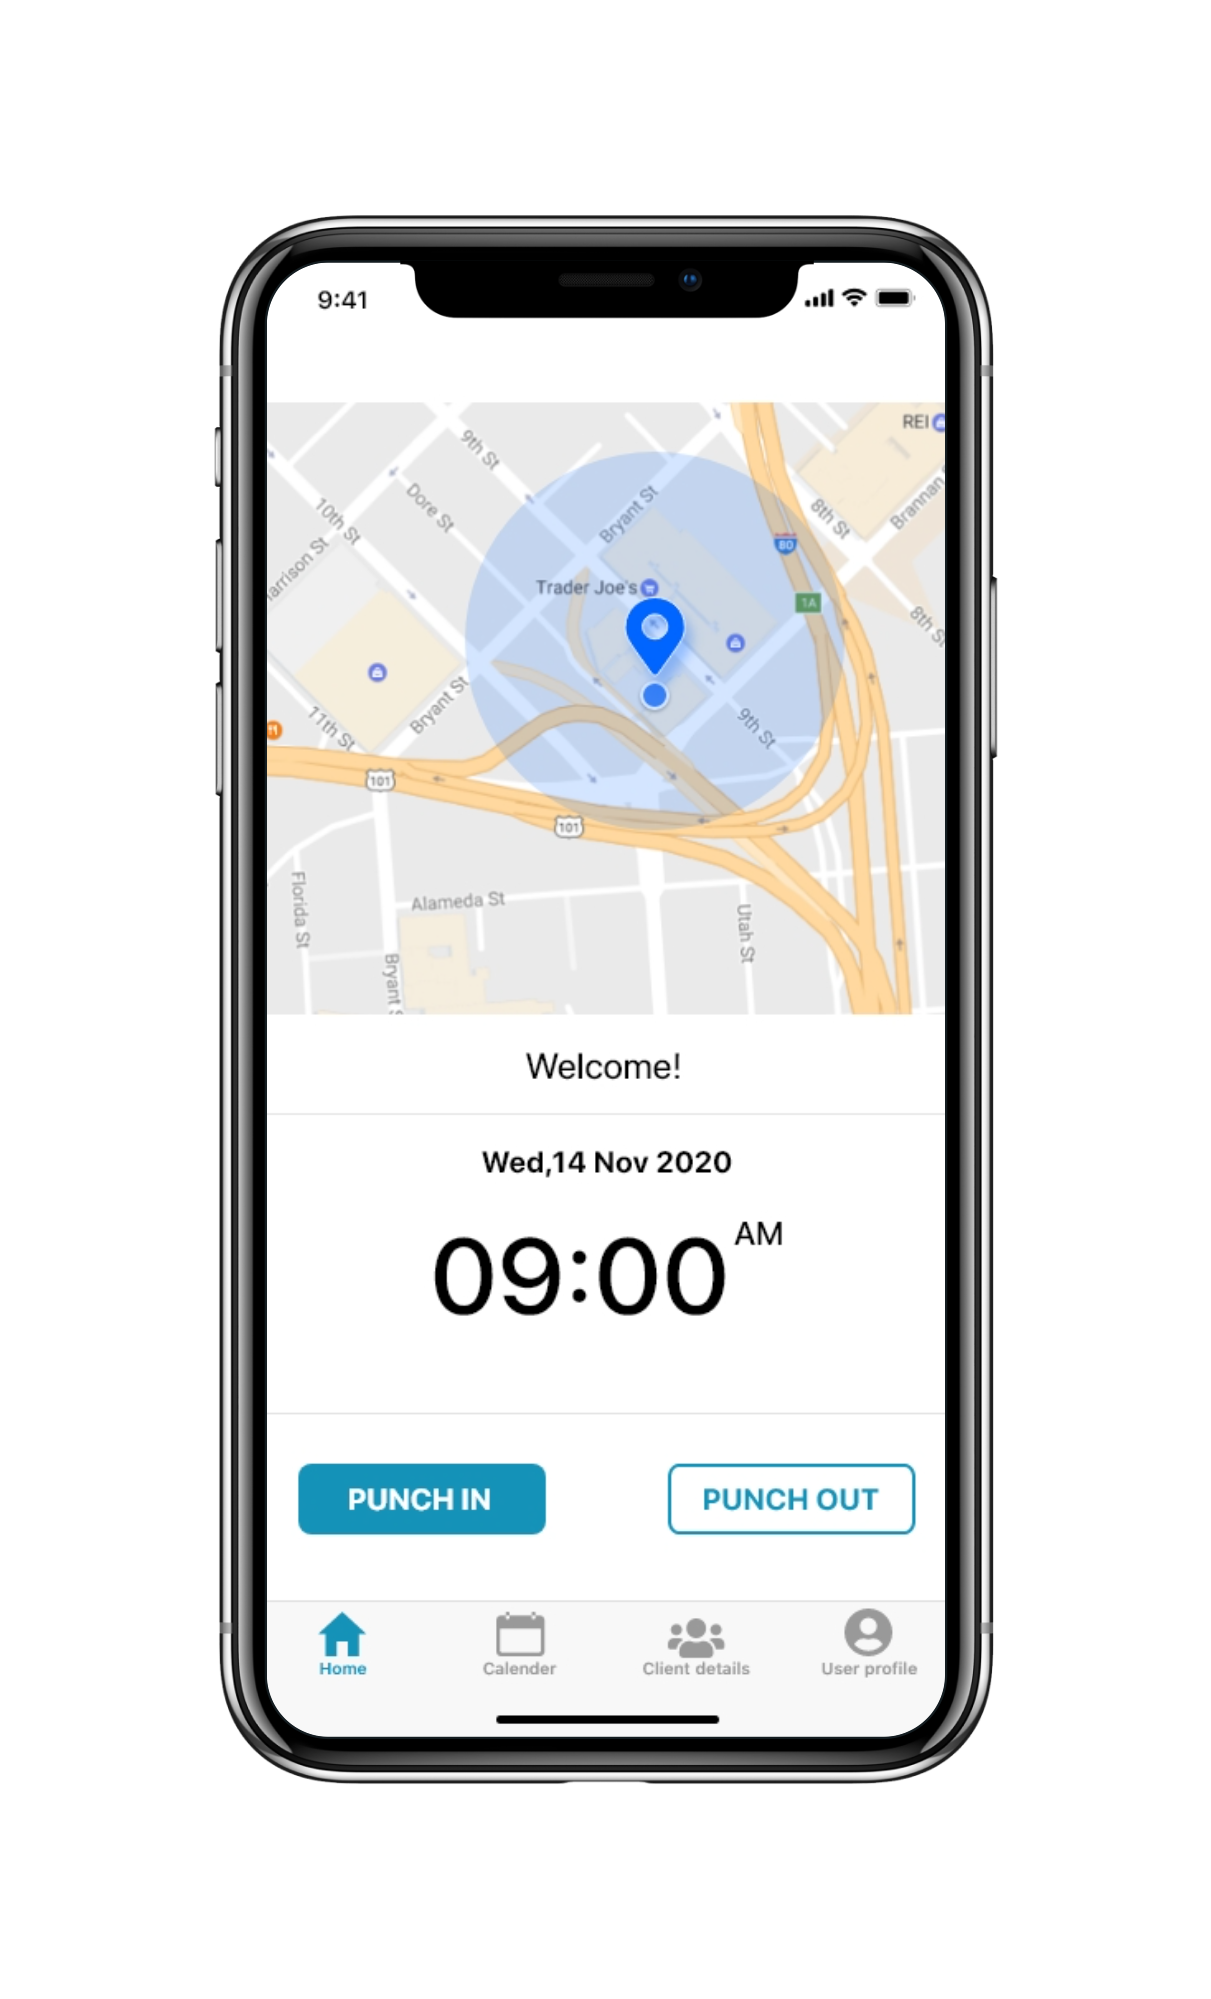 9:41
REI
9th St
Dore St
10th St
Bryant St
8th St
Brannan
arrison St
80
Trader Joe's
1A
8th St
Bryant St
11th St
9th St
101
101
Florida St
Alameda St
Utah St
Bryant S
Welcome!
Wed,14 Nov 2020
09:00 AM
PUNCH IN
PUNCH OUT
Home
Calender
Client details
User profile